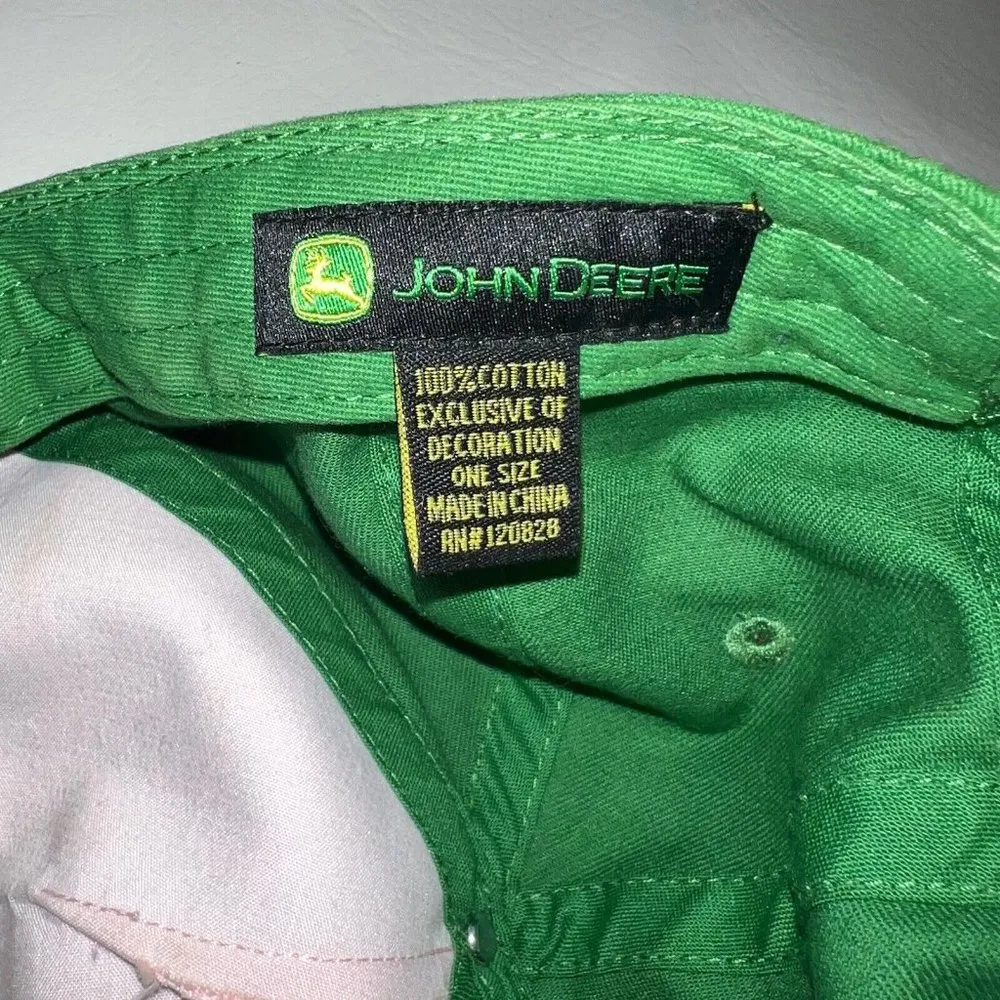 JOHN DEERE
100% COTTON
EXCLUSIVE OF
DECORATION
ONE SIZE
MADE IN CHINA
RN#120828